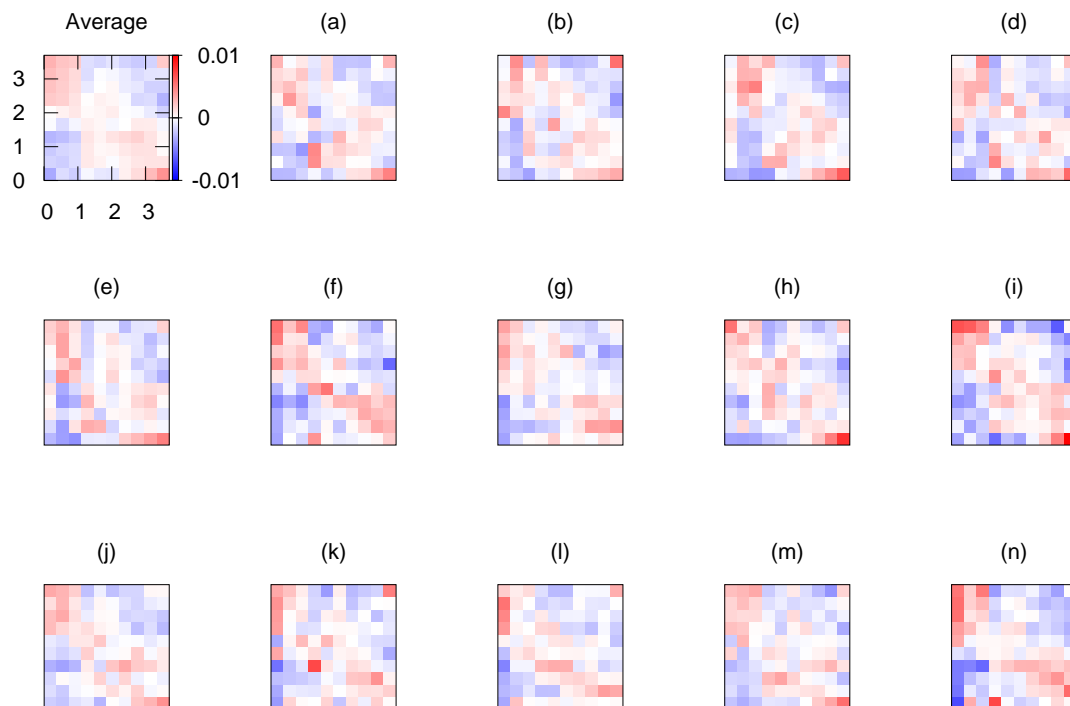 Average (a) (b) (c) (d)
3 0.01
2 0
1
0 -0.01
0 1 2 3
(e) (f) (g) (h) (i)
(j) (k) (l) (m) (n)